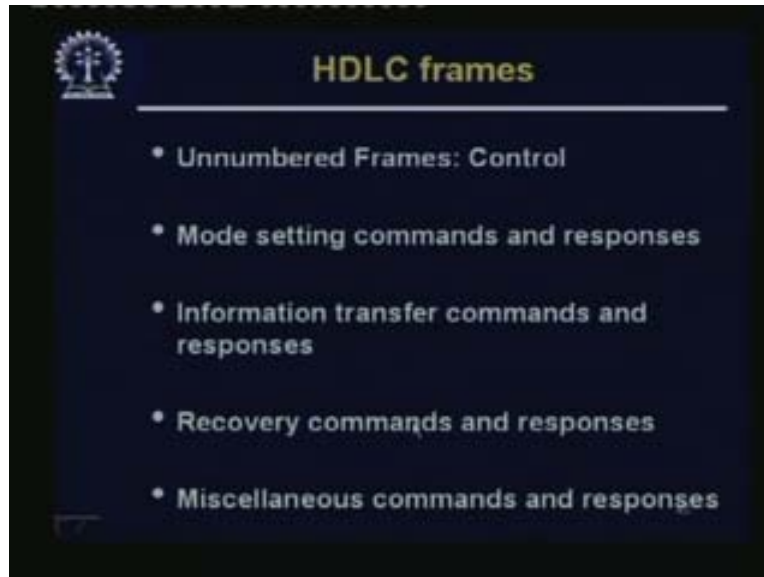 HDLC frames
• Unnumbered Frames: Control
• Mode setting commands and responses
• Information transfer commands and
responses
• Recovery commands and responses
• Miscellaneous commands and responses